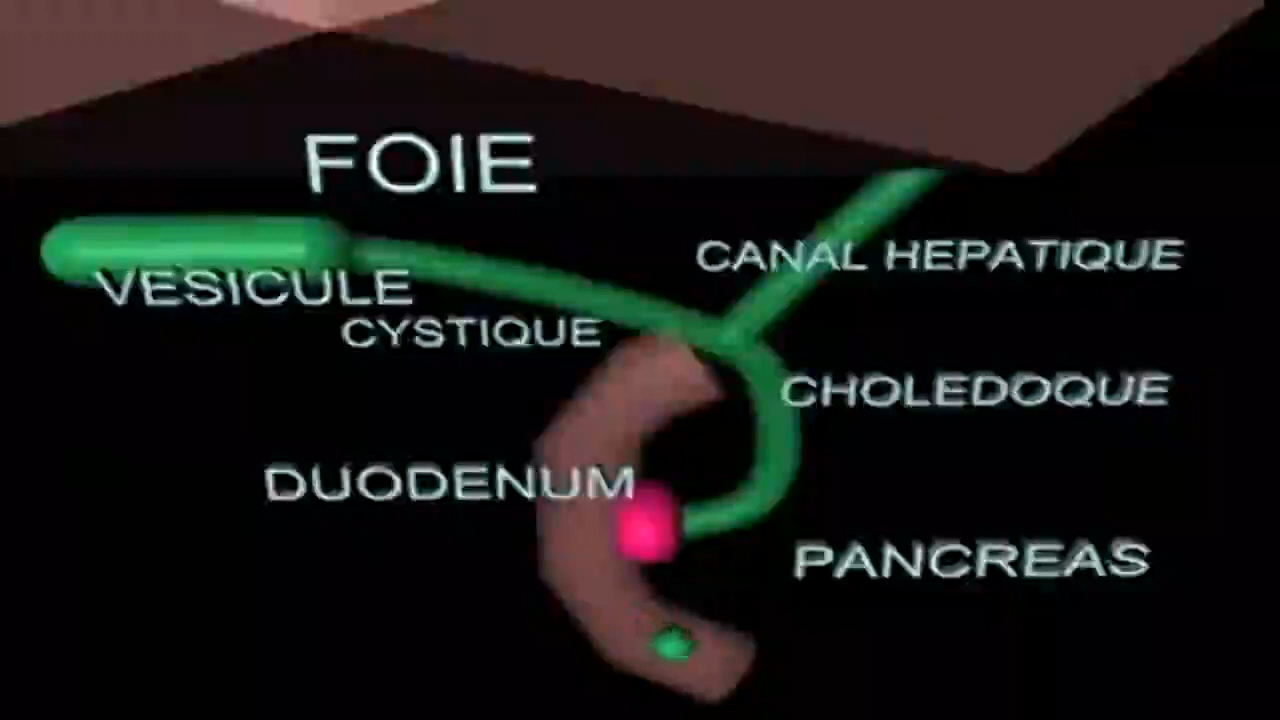 FOIE
CANAL HEPATIQUE
VESICULE
CYSTIQUE
CHOLEDOQUE
DUODENUM
PANCREAS